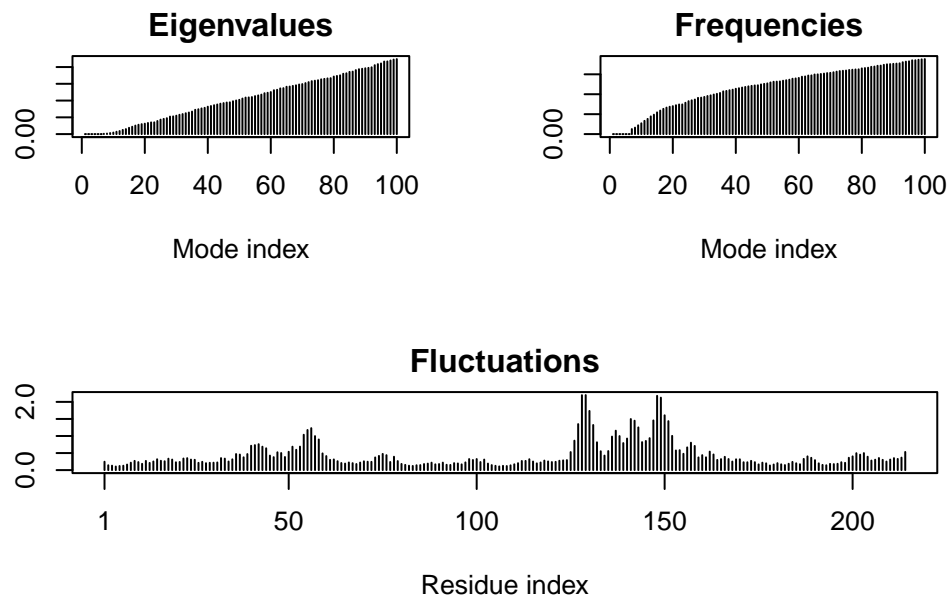 Eigenvalues
0.00
0 20 40 60 80 100
Mode index
Frequencies
0.00
0 20 40 60 80 100
Mode index
Fluctuations
2.0
0.0
1 50 100 150 200
Residue index